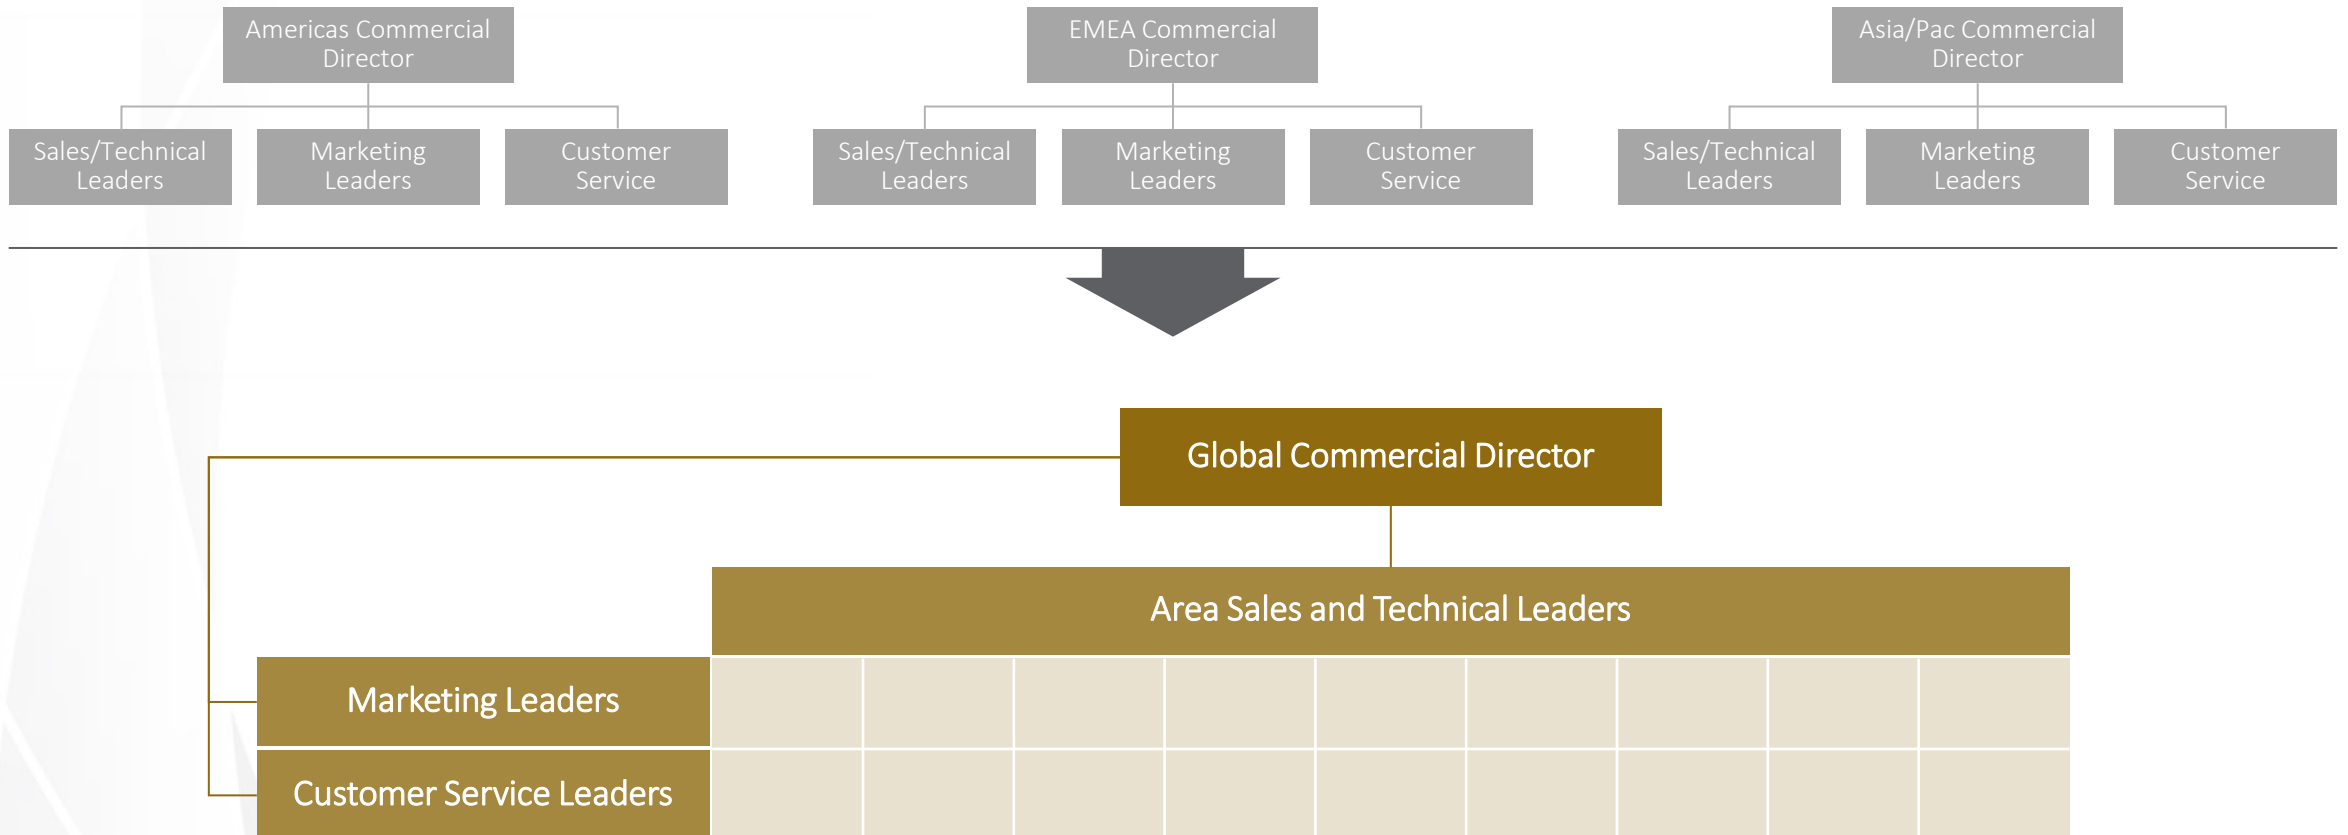 Americas Commercial
Director
EMEA Commercial
Director
Asia/Pac Commercial
Director
Sales/Technical
Leaders
Marketing
Leaders
Customer
Service
Sales/Technical
Leaders
Marketing
Leaders
Customer
Service
Sales/Technical
Leaders
Marketing
Leaders
Customer
Service
Global Commercial Director
Area Sales and Technical Leaders
Marketing Leaders
Customer Service Leaders